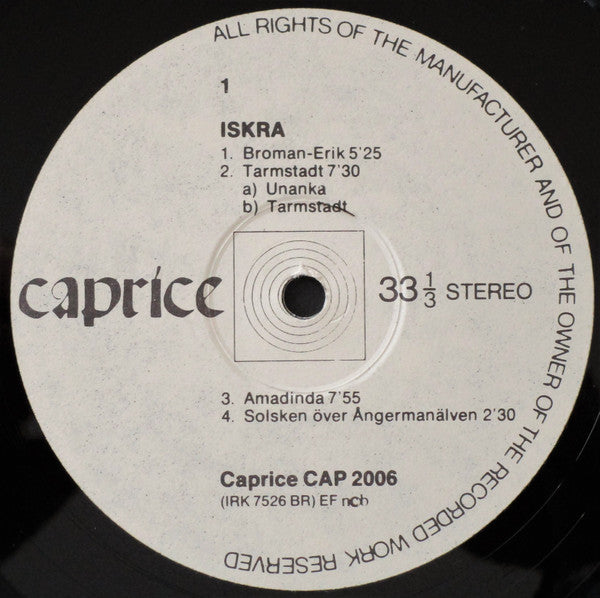 ALL RIGHTS OF THE MANUFACTURER AND OF THE OWNER OF THE RECORDED WORK RESERVED
1
ISKRA
1. Broman-Erik 5'25
2. Tarmstadt 7'30
a) Unanka
b) Tarmstadt
caprice
33 1/3 STEREO
3. Amadinda 7'55
4. Solsken över Ångermanälven 2'30
Caprice CAP 2006
(IRK 7526 BR) EF ncb